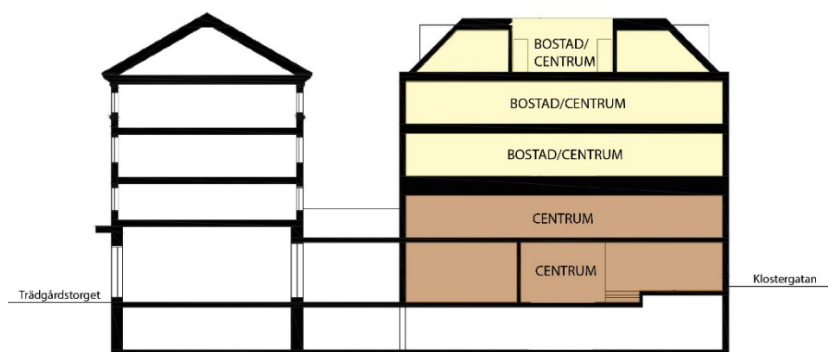 BOSTAD/
CENTRUM
BOSTAD/CENTRUM
BOSTAD/CENTRUM
CENTRUM
CENTRUM
Trädgårdstorget
Klostergatan